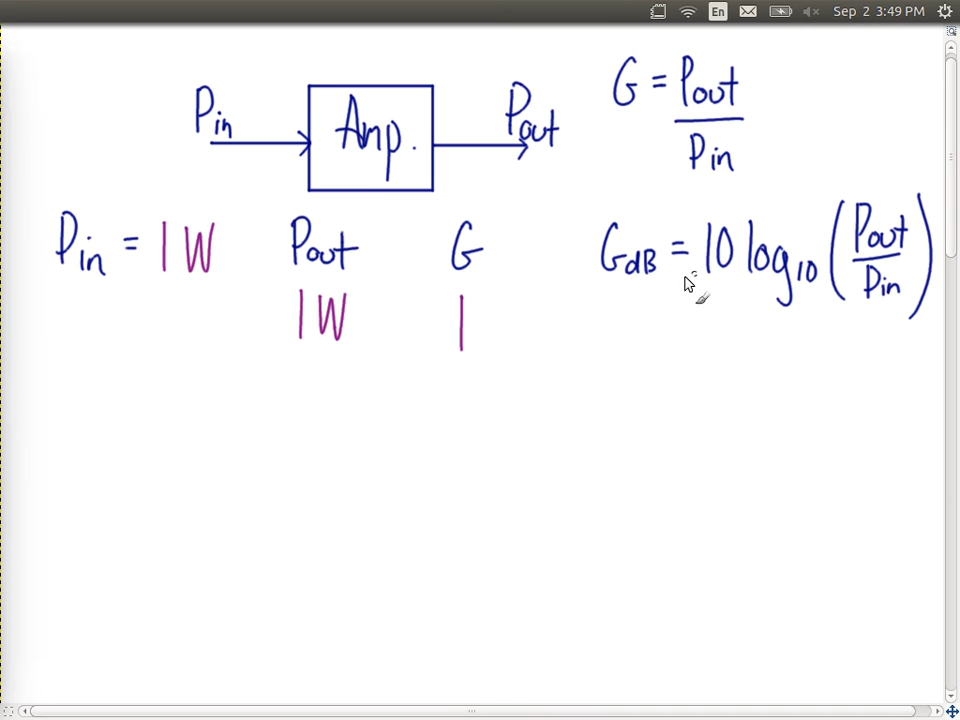 En Sep 2 3:49 PM
Pin Amp. Pout G = Pout / Pin
Pin = 1 W Pout G GdB = 10 log10 (Pout / Pin)
1 W 1